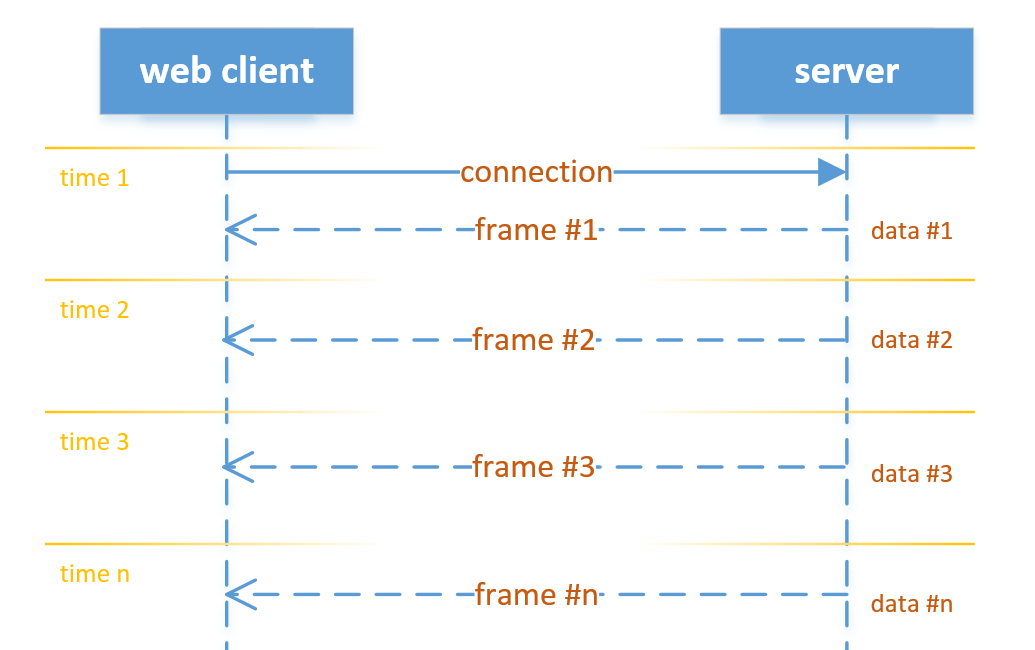 web client
server
time 1
connection
frame #1
data #1
time 2
frame #2
data #2
time 3
frame #3
data #3
time n
frame #n
data #n